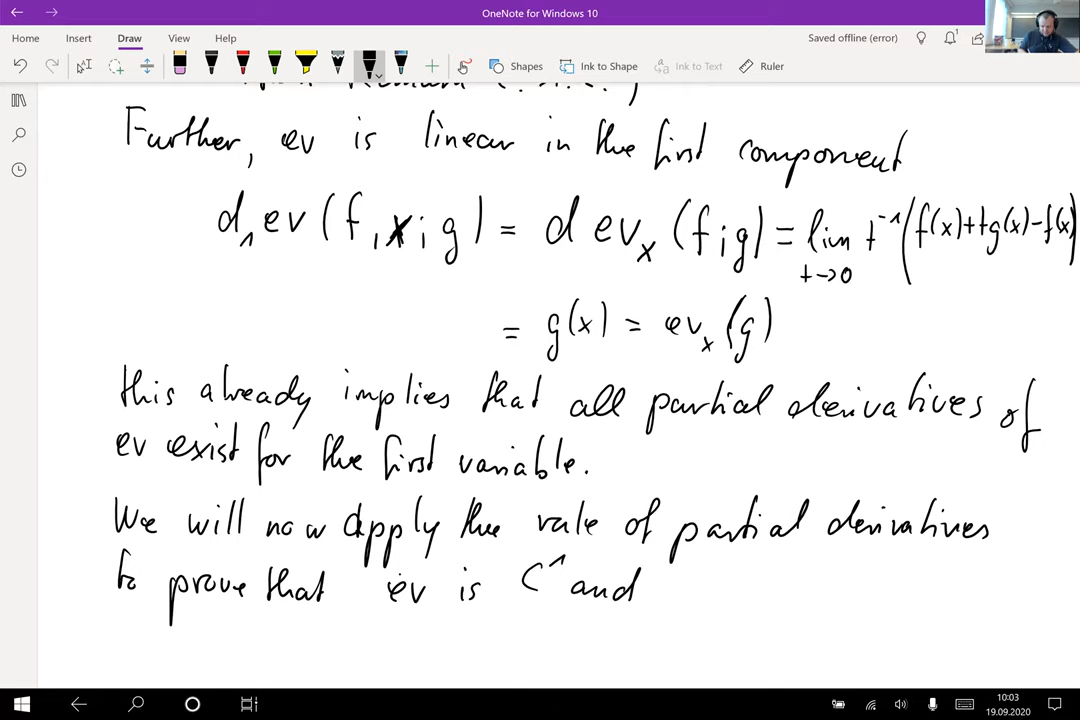 OneNote for Windows 10
Home Insert Draw View Help Saved offline (error)
Shapes Ink to Shape Ink to Text Ruler
Further, ev is linear in the first component
d₁ev(f,x;g) = d evₓ(f;g) = lim t⁻¹(f(x)+tg(x)-f(x)
t→0
= g(x) = evₓ(g)
this already implies that all partial derivatives of
ev exist for the first variable.
We will now apply the rule of partial derivatives
to prove that ev is C¹ and
10:03
19.09.2020